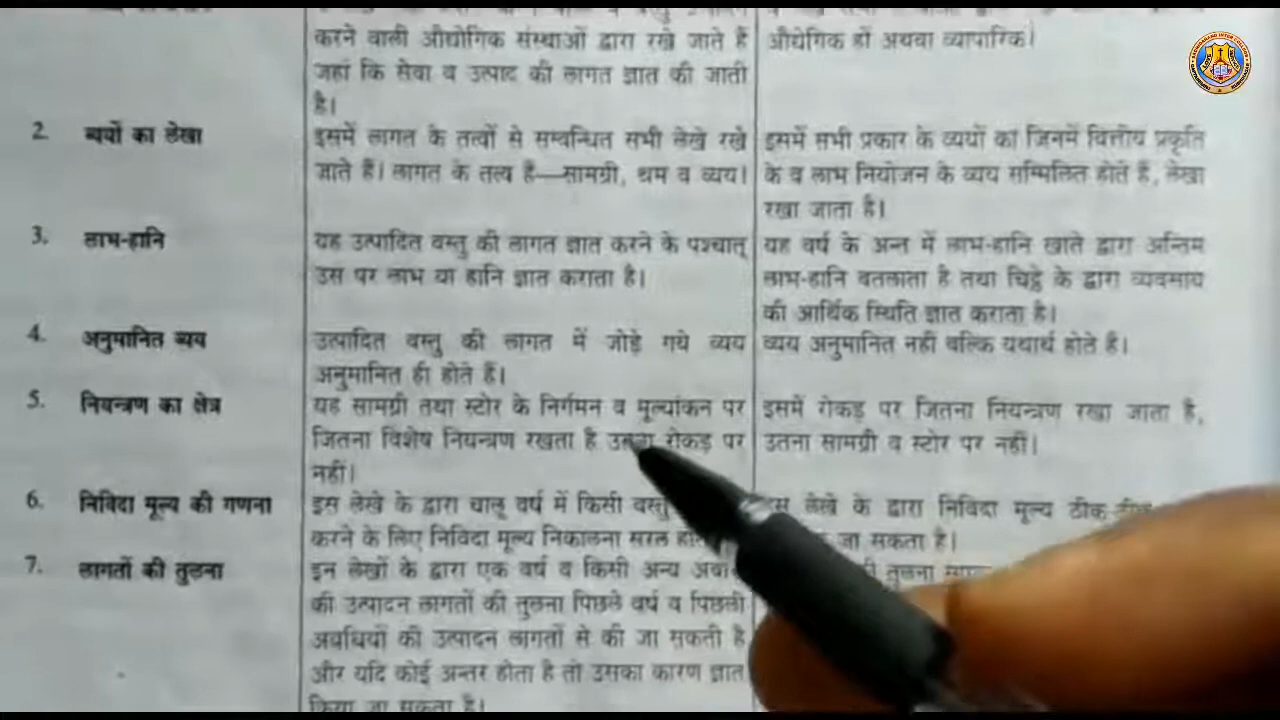 करने वाली औद्योगिक संस्थाओं द्वारा रखे जाते हैं
औद्योगिक हों अथवा व्यापारिक।
जहां कि सेवा व उत्पाद की लागत ज्ञात की जाती
है।
2. व्ययों का लेखा
इसमें लागत के तत्वों से सम्बन्धित सभी लेखे रखे
जाते हैं। लागत के तत्व हैं—सामग्री, श्रम व व्यय।
इसमें सभी प्रकार के व्ययों का जिनमें वित्तीय प्रकृति
के व लाभ नियोजन के व्यय सम्मिलित होते हैं, लेखा
रखा जाता है।
3. लाभ-हानि
यह उत्पादित वस्तु की लागत ज्ञात करने के पश्चात्
उस पर लाभ या हानि ज्ञात कराता है।
यह वर्ष के अन्त में लाभ-हानि खाते द्वारा अन्तिम
लाभ-हानि बतलाता है तथा चिट्ठे के द्वारा व्यवसाय
की आर्थिक स्थिति ज्ञात कराता है।
4. अनुमानित व्यय
उत्पादित वस्तु की लागत में जोड़े गये व्यय
अनुमानित ही होते हैं।
व्यय अनुमानित नहीं बल्कि यथार्थ होते हैं।
5. नियन्त्रण का क्षेत्र
यह सामग्री तथा स्टोर के निर्गमन व मूल्यांकन पर
जितना विशेष नियन्त्रण रखता है उतना रोकड़ पर
नहीं।
इसमें रोकड़ पर जितना नियन्त्रण रखा जाता है,
उतना सामग्री व स्टोर पर नहीं।
6. निविदा मूल्य की गणना
इस लेखे के द्वारा चालू वर्ष में किसी वस्तु
करने के लिए निविदा मूल्य निकालना सरल
लेखे के द्वारा निविदा मूल्य ठीक-ठीक
जा सकता है।
7. लागतों की तुलना
इन लेखों के द्वारा एक वर्ष व किसी अन्य
की उत्पादन लागतों की तुलना पिछले वर्ष व पिछली
अवधियों की उत्पादन लागतों से की जा सकती है
और यदि कोई अन्तर होता है तो उसका कारण ज्ञात
किया जा सकता है।
तुलना